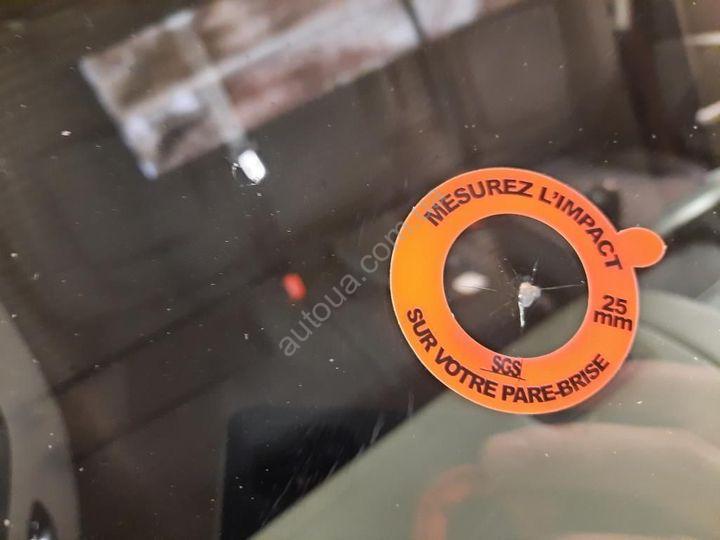 MESUREZ L'IMPACT
25
mm
SGS
SUR VOTRE PARE-BRISE
autoua.com